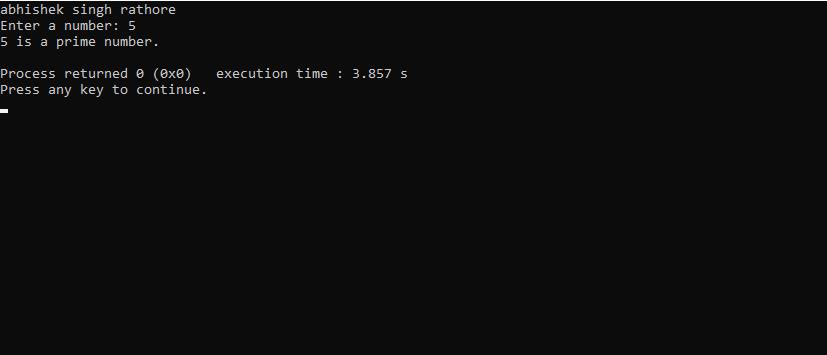 abhishek singh rathore
Enter a number: 5
5 is a prime number.
Process returned 0 (0x0)   execution time : 3.857 s
Press any key to continue.